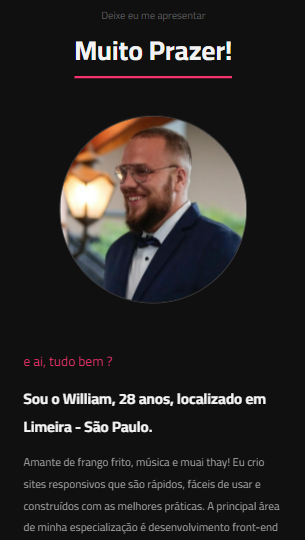 Deixe eu me apresentar
Muito Prazer!
e ai, tudo bem ?
Sou o William, 28 anos, localizado em
Limeira - São Paulo.
Amante de frango frito, música e muai thay! Eu crio
sites responsivos que são rápidos, fáceis de usar e
construídos com as melhores práticas. A principal área
de minha especialização é desenvolvimento front-end